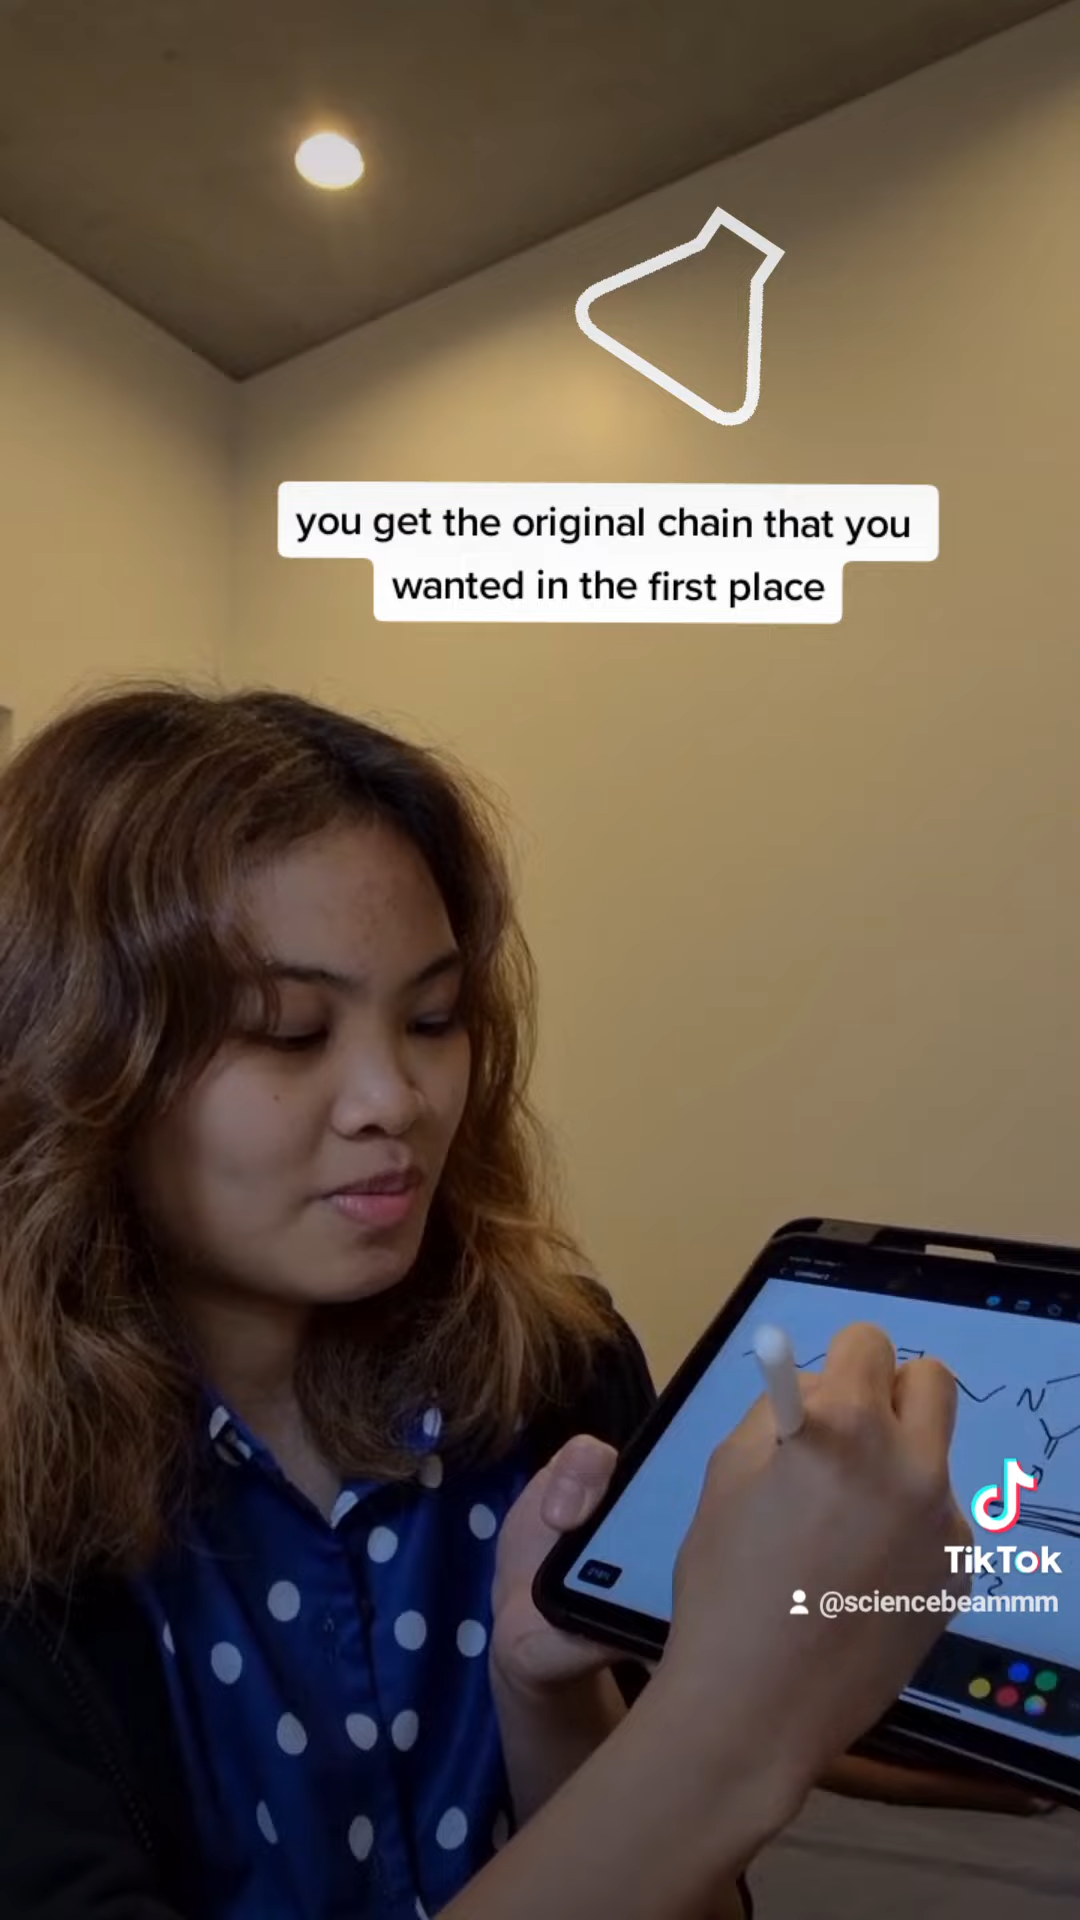 you get the original chain that you
wanted in the first place
N
TikTok
@sciencebeammm